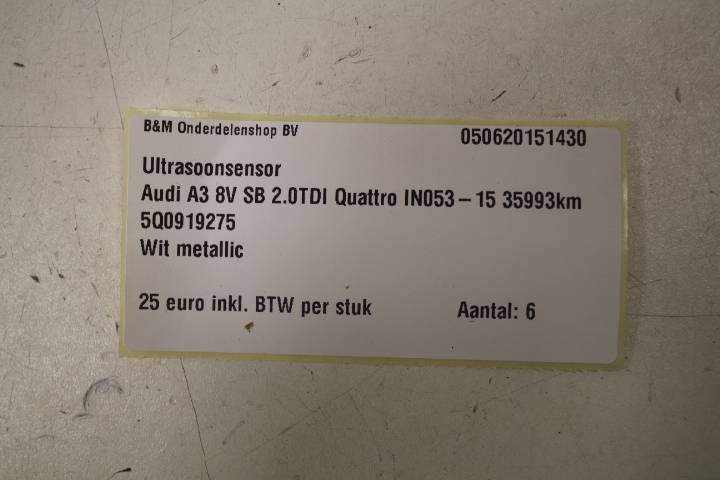 B&M Onderdelenshop BV 050620151430
Ultrasoonsensor
Audi A3 8V SB 2.0TDI Quattro IN053 – 15 35993km
5Q0919275
Wit metallic
25 euro inkl. BTW per stuk Aantal: 6